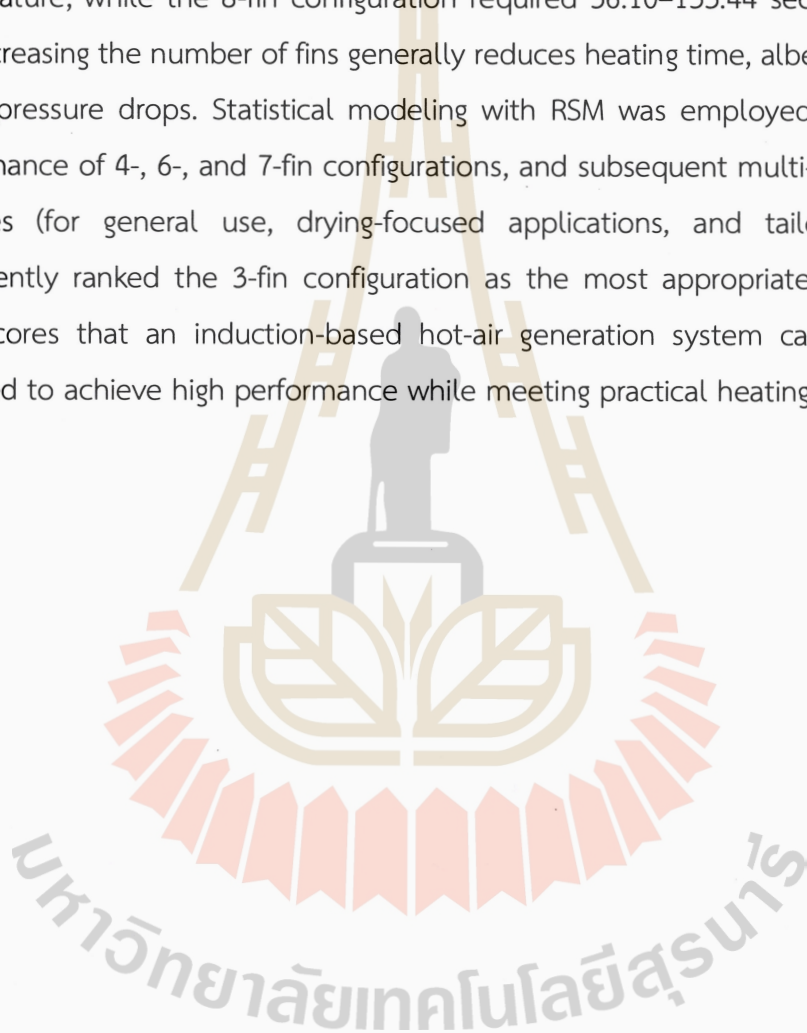 while the 8-fin configuration required 56.10–155.44
creasing the number of fins generally reduces heating time, albe
pressure drops. Statistical modeling with RSM was employed
nance of 4-, 6-, and 7-fin configurations, and subsequent multi-
es (for general use, drying-focused applications, and tail
ently ranked the 3-fin configuration as the most appropriate
cores that an induction-based hot-air generation system ca
d to achieve high performance while meeting practical heating
มหาวิทยาลัยเทคโนโลยีสุรนารี